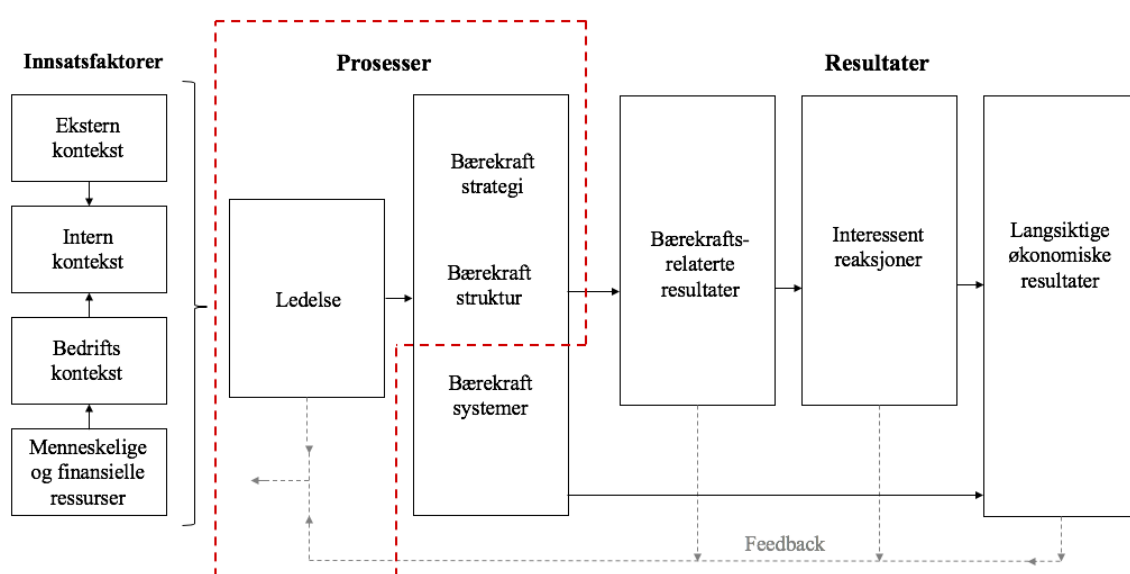 Innsatsfaktorer
Ekstern
kontekst
Intern
kontekst
Bedrifts
kontekst
Menneskelige
og finansielle
ressurser
Prosesser
Ledelse
Bærekraft
strategi
Bærekraft
struktur
Bærekraft
systemer
Resultater
Bærekrafts-
relaterte
resultater
Interessent
reaksjoner
Langsiktige
økonomiske
resultater
Feedback